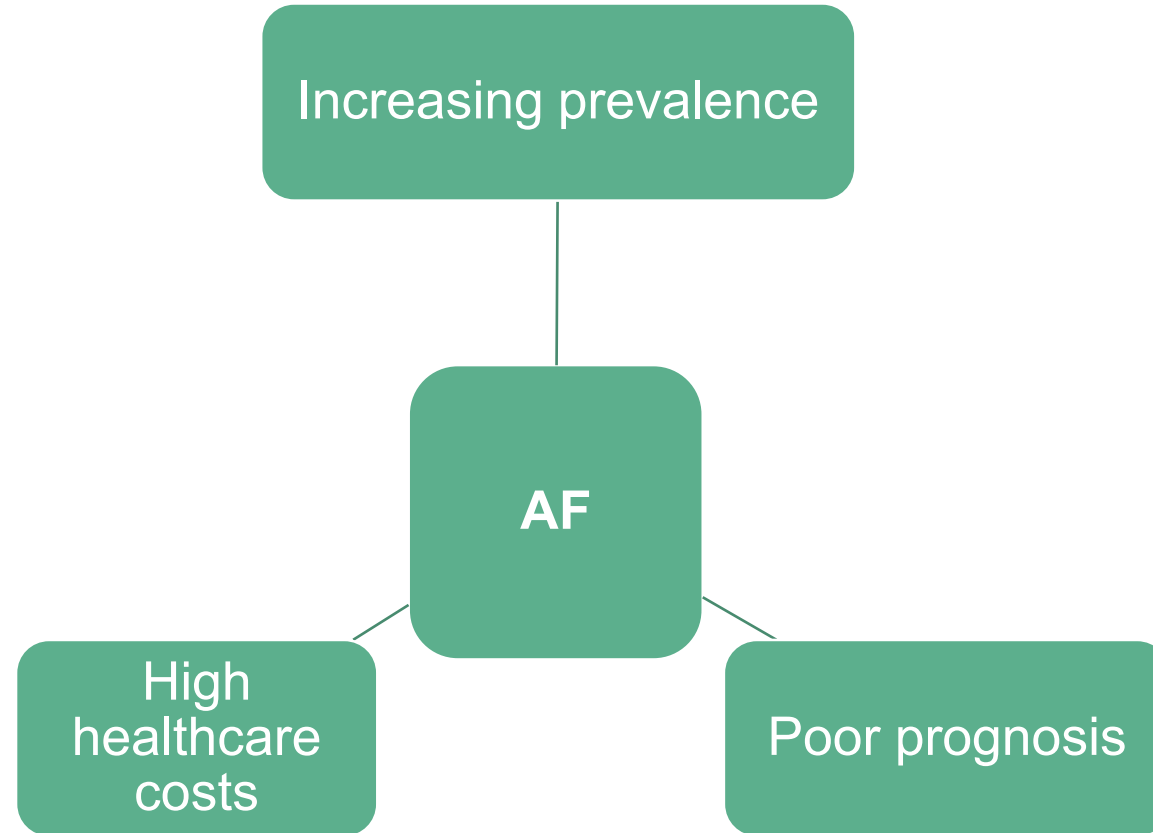 Increasing prevalence
AF
High
healthcare
costs
Poor prognosis